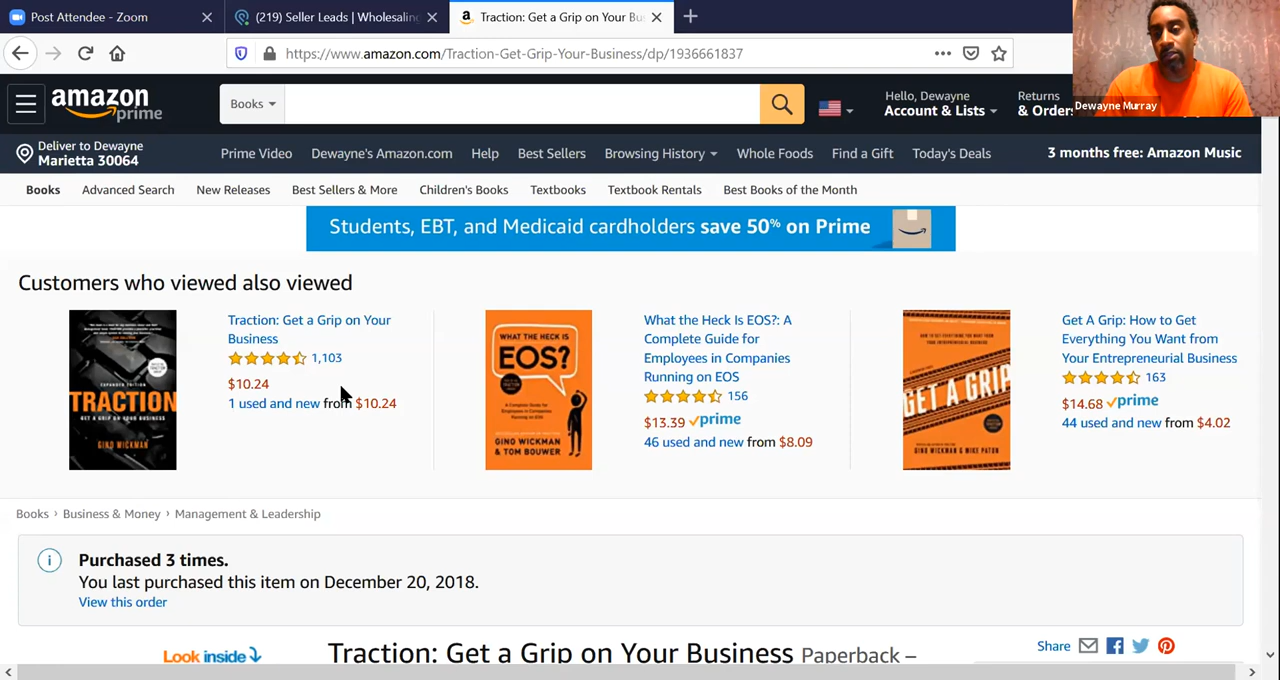 Post Attendee - Zoom
(219) Seller Leads | Wholesaling
Traction: Get a Grip on Your Bu
https://www.amazon.com/Traction-Get-Grip-Your-Business/dp/1936661837
Dewayne Murray
amazon
prime
Books
Hello, Dewayne
Account & Lists
Returns
& Orders
Deliver to Dewayne
Marietta 30064
Prime Video
Dewayne's Amazon.com
Help
Best Sellers
Browsing History
Whole Foods
Find a Gift
Today's Deals
3 months free: Amazon Music
Books
Advanced Search
New Releases
Best Sellers & More
Children's Books
Textbooks
Textbook Rentals
Best Books of the Month
Students, EBT, and Medicaid cardholders save 50% on Prime
Customers who viewed also viewed
EXPANDED EDITION
TRACTION
GET A GRIP ON YOUR BUSINESS
GINO WICKMAN
Traction: Get a Grip on Your
Business
1,103
$10.24
1 used and new from $10.24
WHAT THE HECK IS
EOS?
GINO WICKMAN
& TOM BOUWER
What the Heck Is EOS?: A
Complete Guide for
Employees in Companies
Running on EOS
156
$13.39 prime
46 used and new from $8.09
GET A GRIP
GINO WICKMAN & MIKE PATON
Get A Grip: How to Get
Everything You Want from
Your Entrepreneurial Business
163
$14.68 prime
44 used and new from $4.02
Books › Business & Money › Management & Leadership
Purchased 3 times.
You last purchased this item on December 20, 2018.
View this order
Look inside
Traction: Get a Grip on Your Business Paperback –
Share